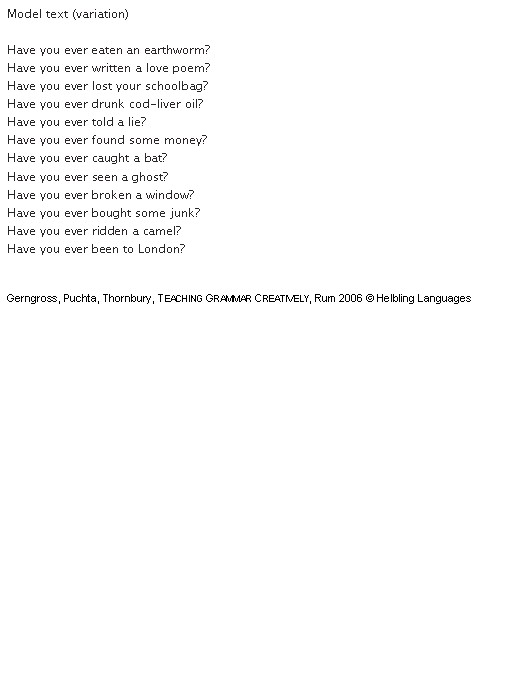 Model text (variation)
Have you ever eaten an earthworm?
Have you ever written a love poem?
Have you ever lost your schoolbag?
Have you ever drunk cod-liver oil?
Have you ever told a lie?
Have you ever found some money?
Have you ever caught a bat?
Have you ever seen a ghost?
Have you ever broken a window?
Have you ever bought some junk?
Have you ever ridden a camel?
Have you ever been to London?
Gerngross, Puchta, Thornbury, TEACHING GRAMMAR CREATIVELY, Rum 2006 © Helbling Languages